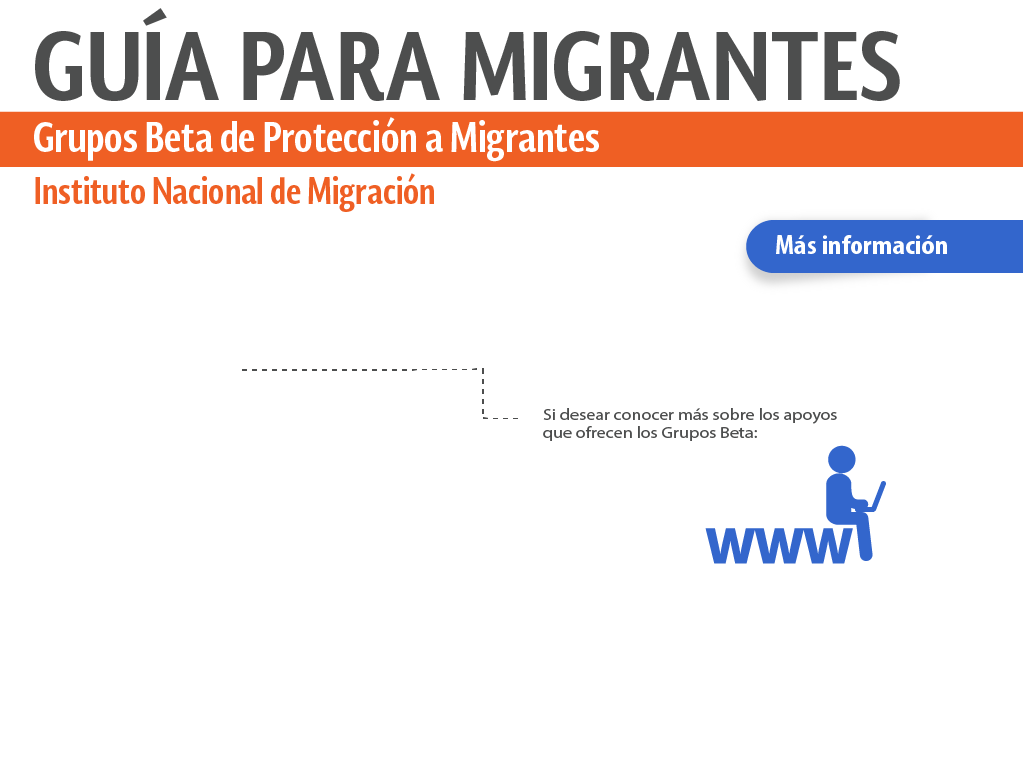 GUÍA PARA MIGRANTES
Grupos Beta de Protección a Migrantes
Instituto Nacional de Migración
Más información
Si desear conocer más sobre los apoyos
que ofrecen los Grupos Beta:
www